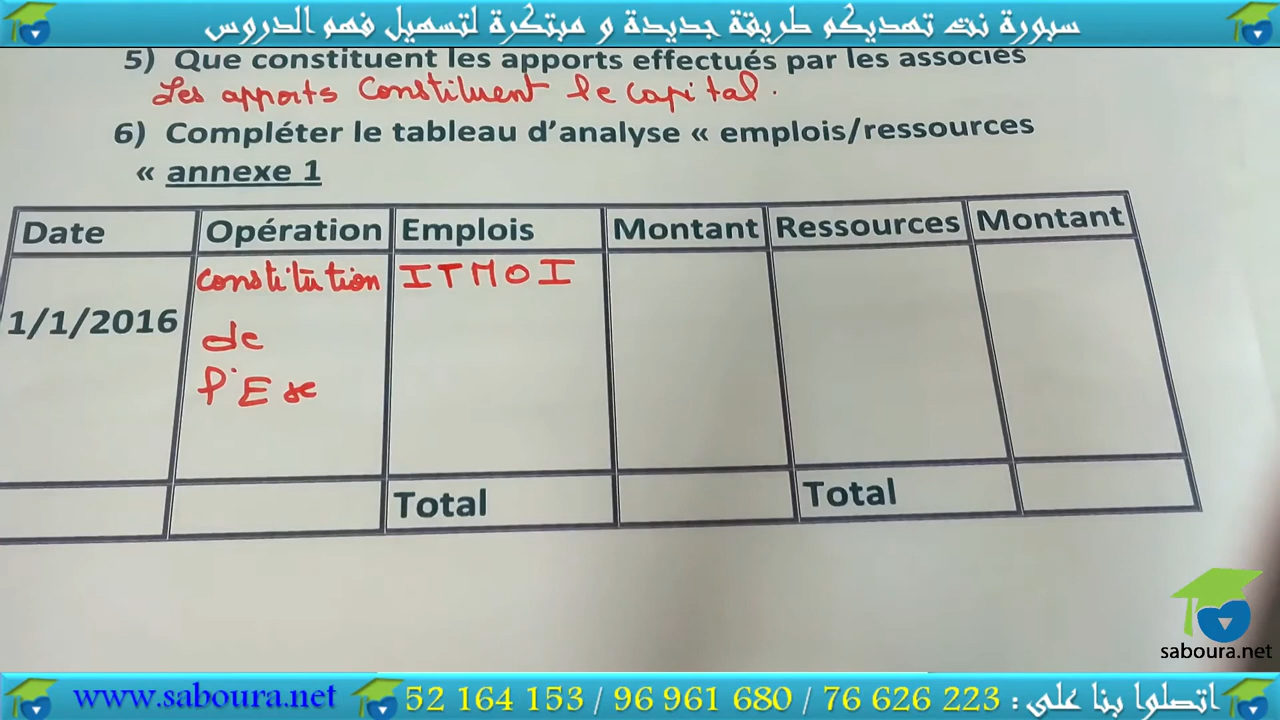 سبورة نت تهديكم طريقة جديدة و مبتكرة لتسهيل فهم الدروس
5) Que constituent les apports effectués par les associés
Les apports constituent le capital.
6) Compléter le tableau d'analyse « emplois/ressources
« annexe 1
Date Opération Emplois Montant Ressources Montant
1/1/2016 constitution ITMOI
de
l'Ese
Total Total
saboura.net
www.saboura.net 52 164 153 / 96 961 680 / 76 626 223 : اتصلوا بنا على